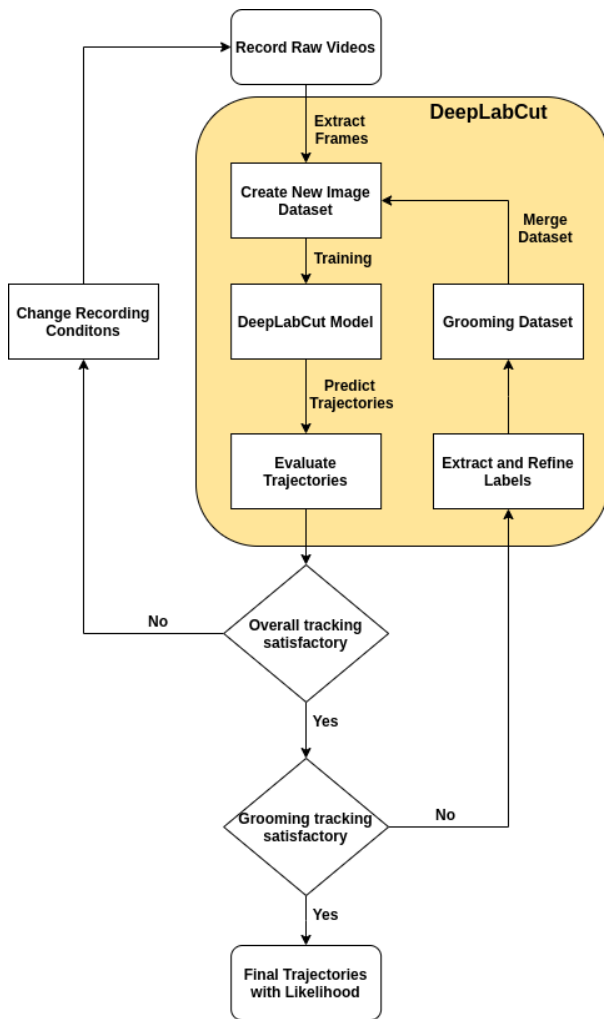 Record Raw Videos
DeepLabCut
Extract
Frames
Create New Image
Dataset
Merge
Dataset
Training
Change Recording
Conditons
DeepLabCut Model
Grooming Dataset
Predict
Trajectories
Evaluate
Trajectories
Extract and Refine
Labels
No
Overall tracking
satisfactory
Yes
Grooming tracking
satisfactory
No
Yes
Final Trajectories
with Likelihood